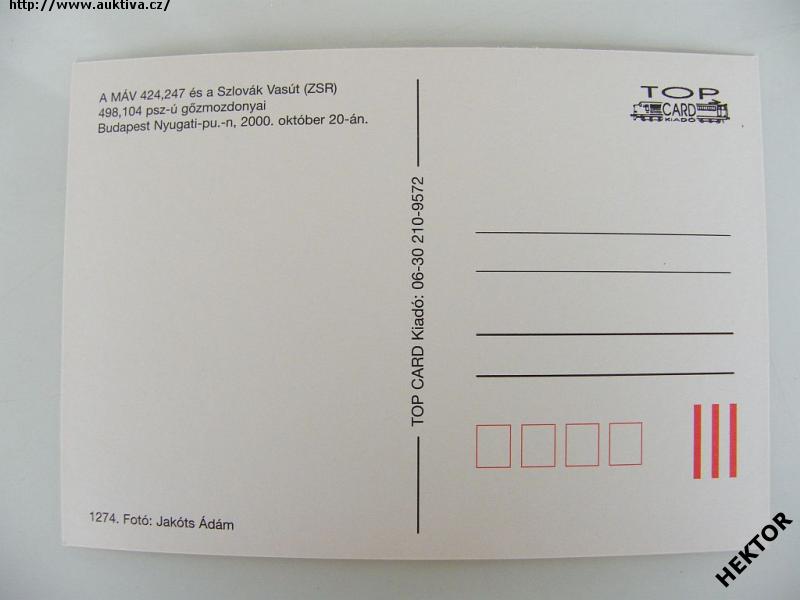 http://www.auktiva.cz/
A MÁV 424,247 és a Szlovák Vasút (ZSR)
498,104 psz-ú gőzmozdonyai
Budapest Nyugati-pu.-n, 2000. október 20-án.
TOP
CARD
KIADÓ
TOP CARD Kiadó: 06-30 210-9572
1274. Fotó: Jakóts Ádám
HEKTOR